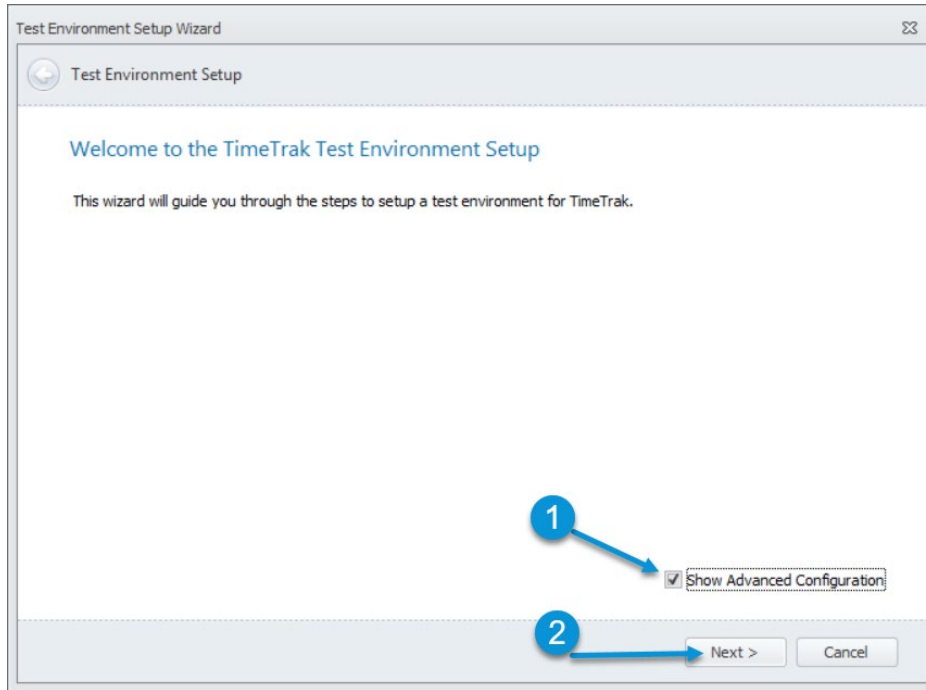 Test Environment Setup Wizard
Test Environment Setup
Welcome to the TimeTrak Test Environment Setup
This wizard will guide you through the steps to setup a test environment for TimeTrak.
1
Show Advanced Configuration
2
Next >
Cancel